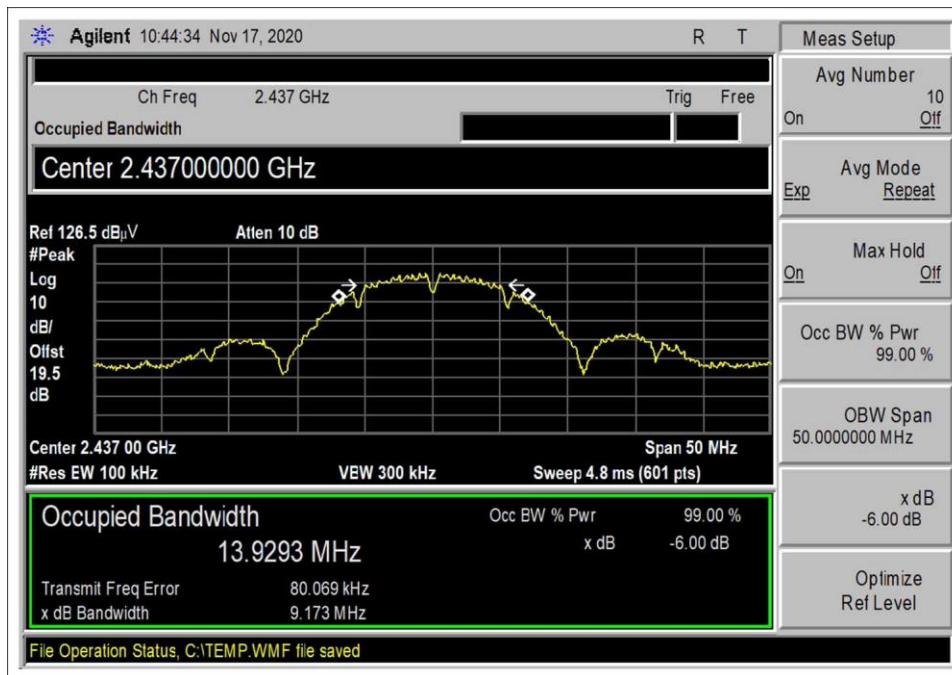 Agilent 10:44:34 Nov 17, 2020 R T
Meas Setup
Ch Freq 2.437 GHz Trig Free
Occupied Bandwidth
Center 2.437000000 GHz
Ref 126.5 dBµV Atten 10 dB
#Peak
Log
10
dB/
Offst
19.5
dB
Center 2.437 00 GHz Span 50 MHz
#Res EW 100 kHz VBW 300 kHz Sweep 4.8 ms (601 pts)
Occupied Bandwidth Occ BW % Pwr 99.00 %
13.9293 MHz x dB -6.00 dB
Transmit Freq Error 80.069 kHz
x dB Bandwidth 9.173 MHz
File Operation Status, C:\TEMP.WMF file saved
Avg Number
10
On Off
Avg Mode
Exp Repeat
Max Hold
On Off
Occ BW % Pwr
99.00 %
OBW Span
50.0000000 MHz
x dB
-6.00 dB
Optimize
Ref Level